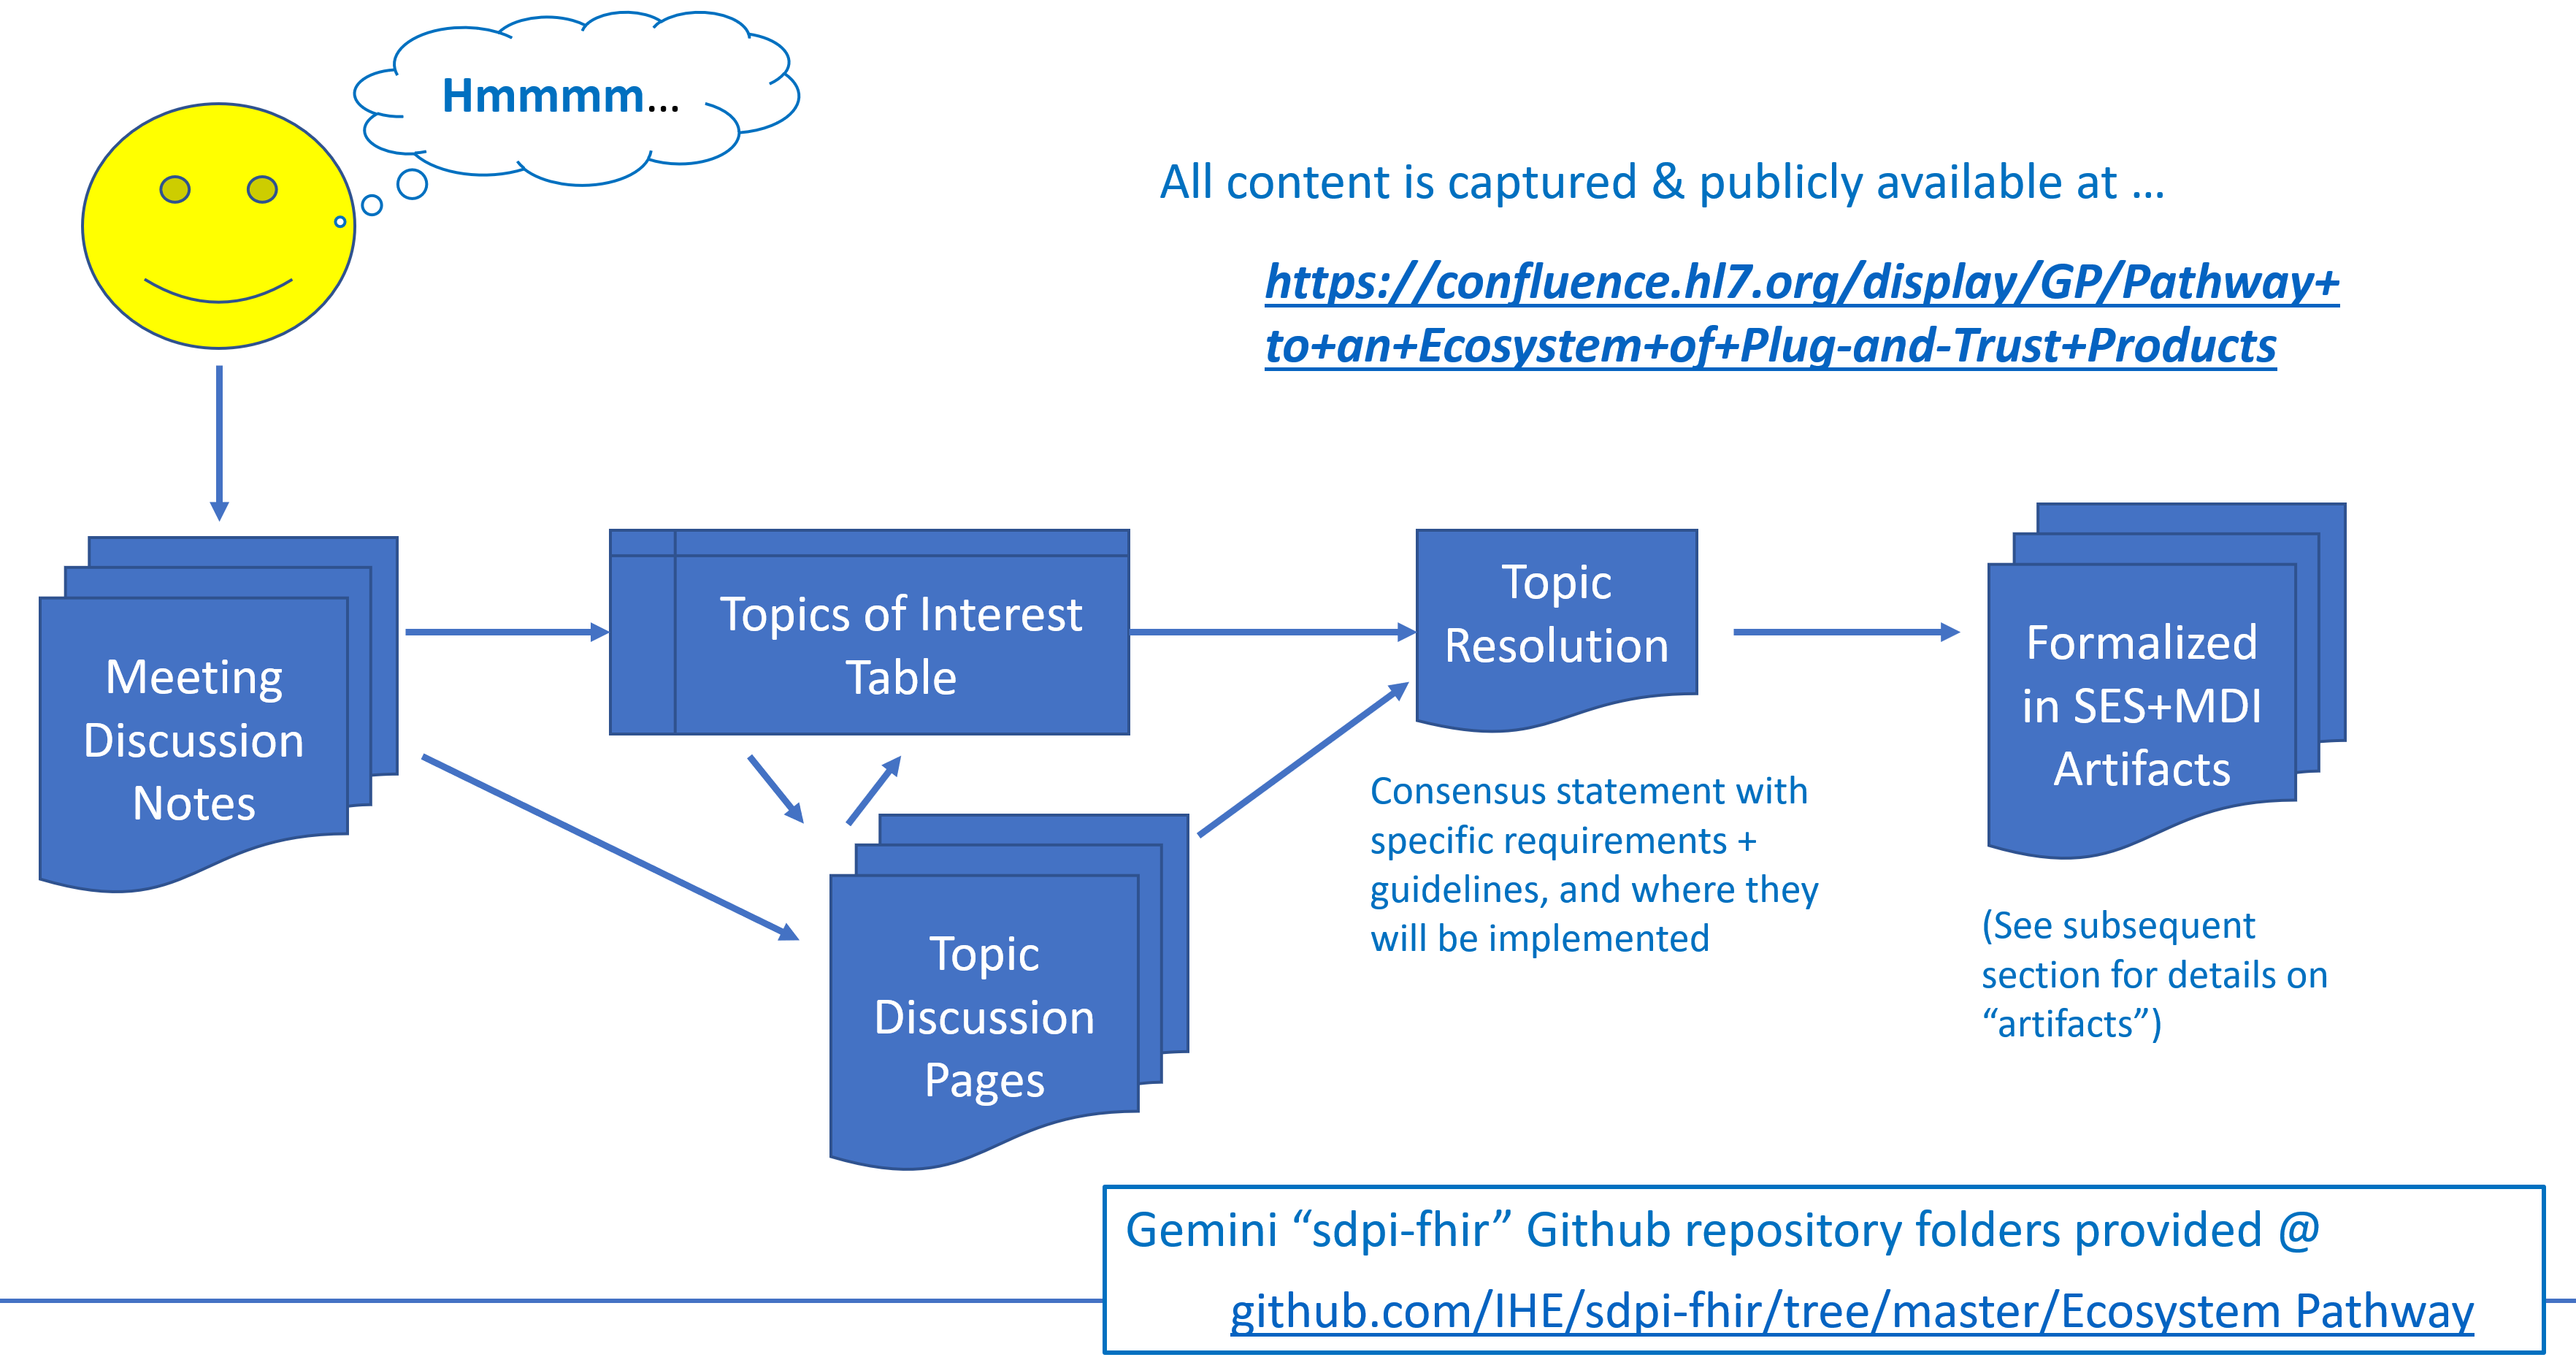 Hmmmm...
All content is captured & publicly available at ...
https://confluence.hl7.org/display/GP/Pathway+
to+an+Ecosystem+of+Plug-and-Trust+Products
Meeting
Discussion
Notes
Topics of Interest
Table
Topic
Discussion
Pages
Topic
Resolution
Consensus statement with
specific requirements +
guidelines, and where they
will be implemented
Formalized
in SES+MDI
Artifacts
(See subsequent
section for details on
“artifacts”)
Gemini “sdpi-fhir” Github repository folders provided @
github.com/IHE/sdpi-fhir/tree/master/Ecosystem Pathway